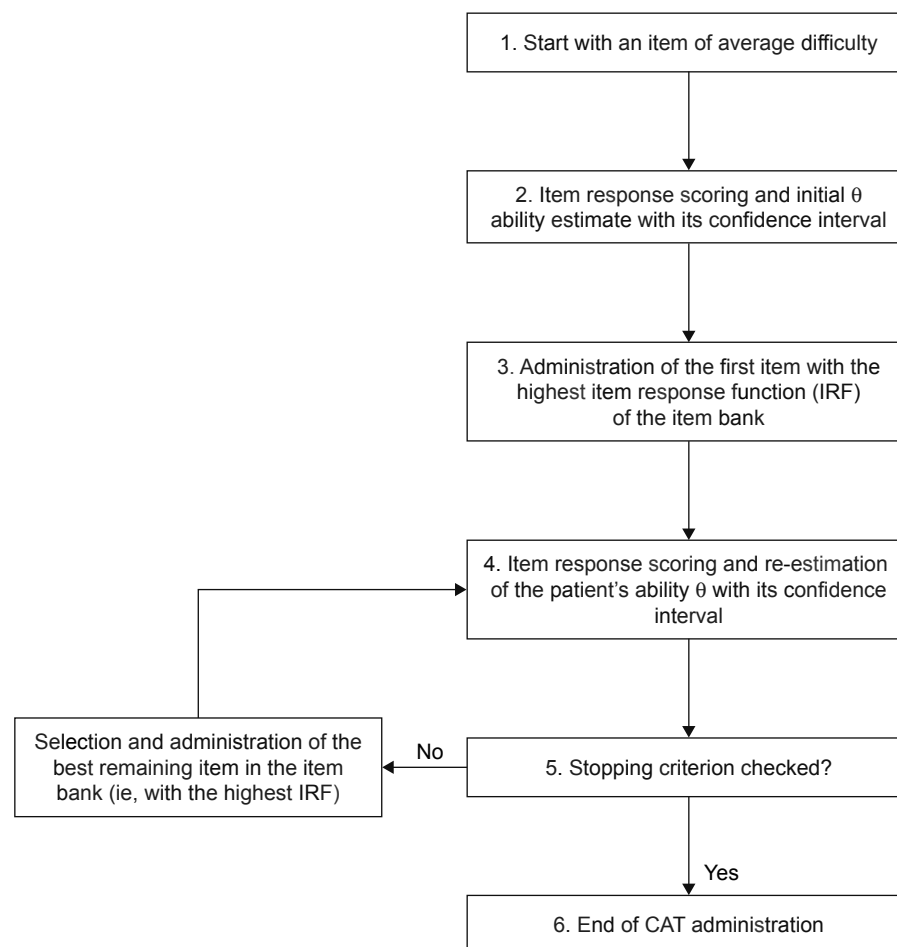 1. Start with an item of average difficulty
2. Item response scoring and initial θ
ability estimate with its confidence interval
3. Administration of the first item with the
highest item response function (IRF)
of the item bank
4. Item response scoring and re-estimation
of the patient's ability θ with its confidence
interval
Selection and administration of the
best remaining item in the item
bank (ie, with the highest IRF)
No
5. Stopping criterion checked?
Yes
6. End of CAT administration